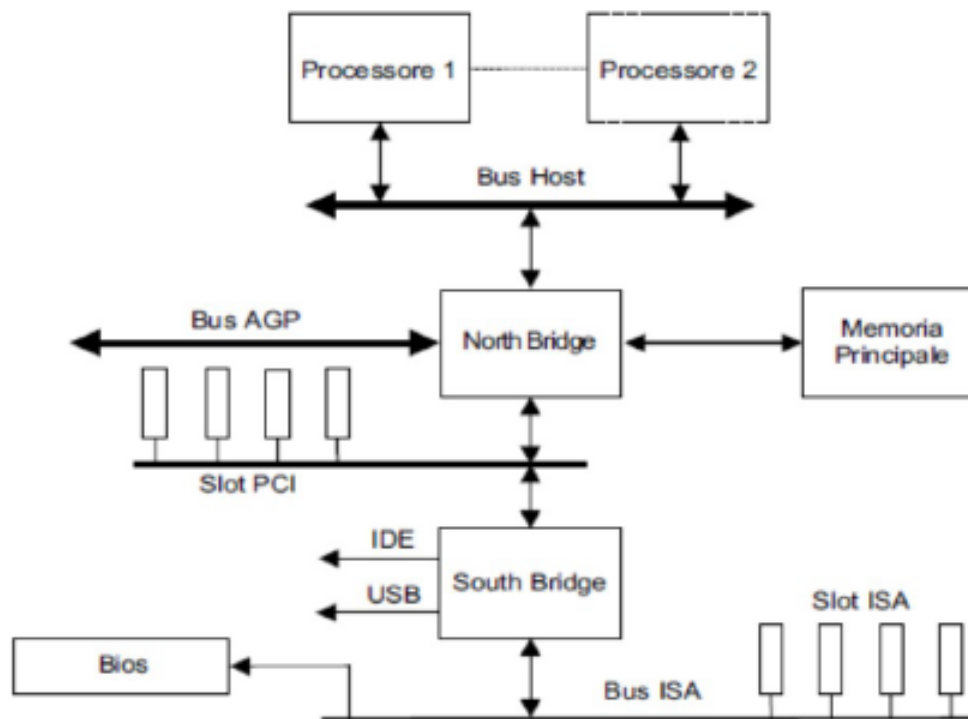 Processore 1
Processore 2
Bus Host
Bus AGP
North Bridge
Memoria
Principale
Slot PCI
IDE
South Bridge
USB
Slot ISA
Bios
Bus ISA